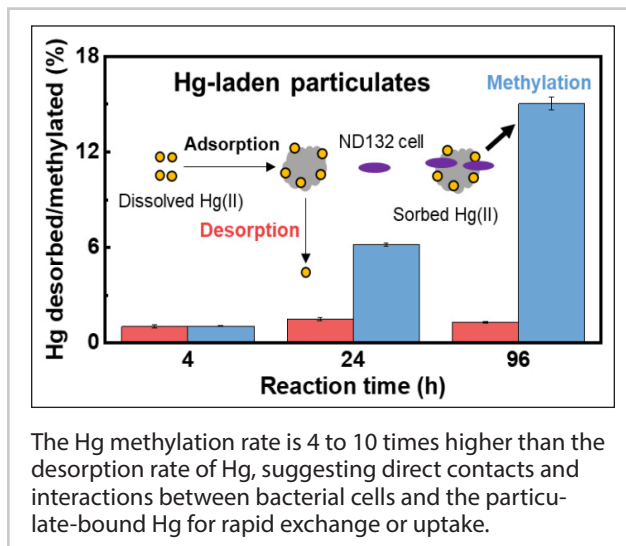 18
Hg-laden particulates
Methylation
Adsorption
ND132 cell
12
Dissolved Hg(II)
Sorbed Hg(II)
Desorption
6
0
Hg desorbed/methylated (%)
4
24
96
Reaction time (h)
The Hg methylation rate is 4 to 10 times higher than the
desorption rate of Hg, suggesting direct contacts and
interactions between bacterial cells and the particu-
late-bound Hg for rapid exchange or uptake.